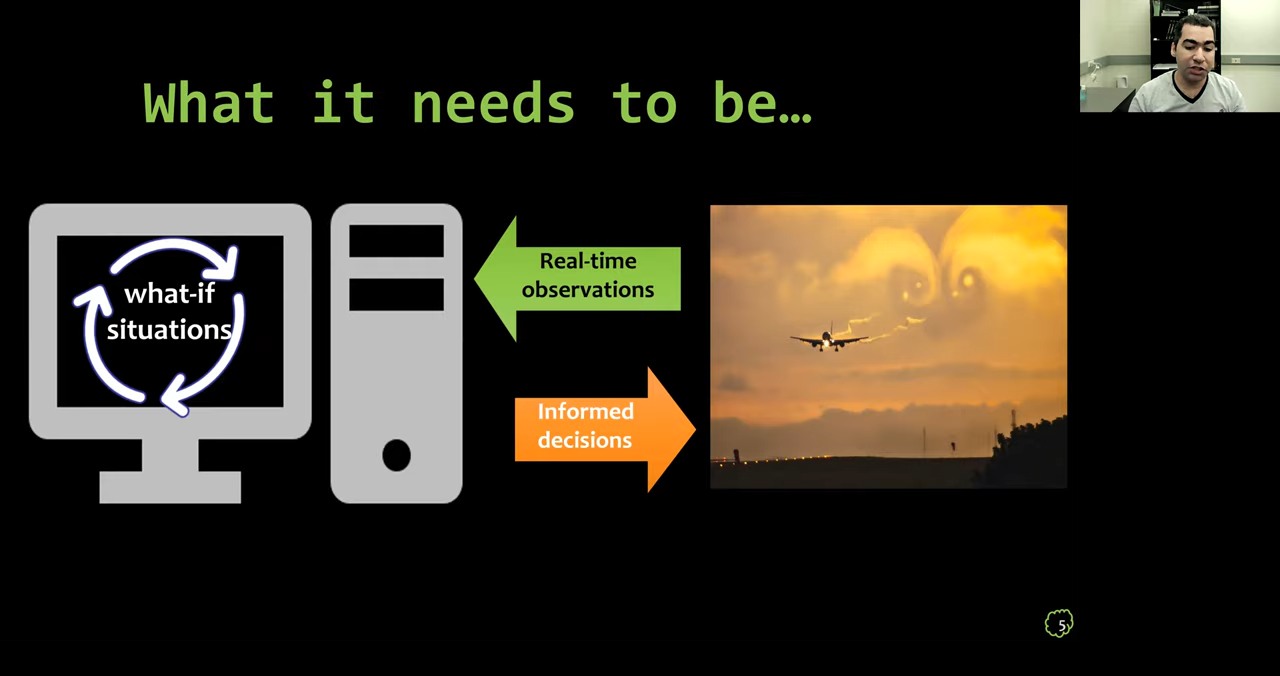 What it needs to be…
what-if
situations
Real-time
observations
Informed
decisions
5